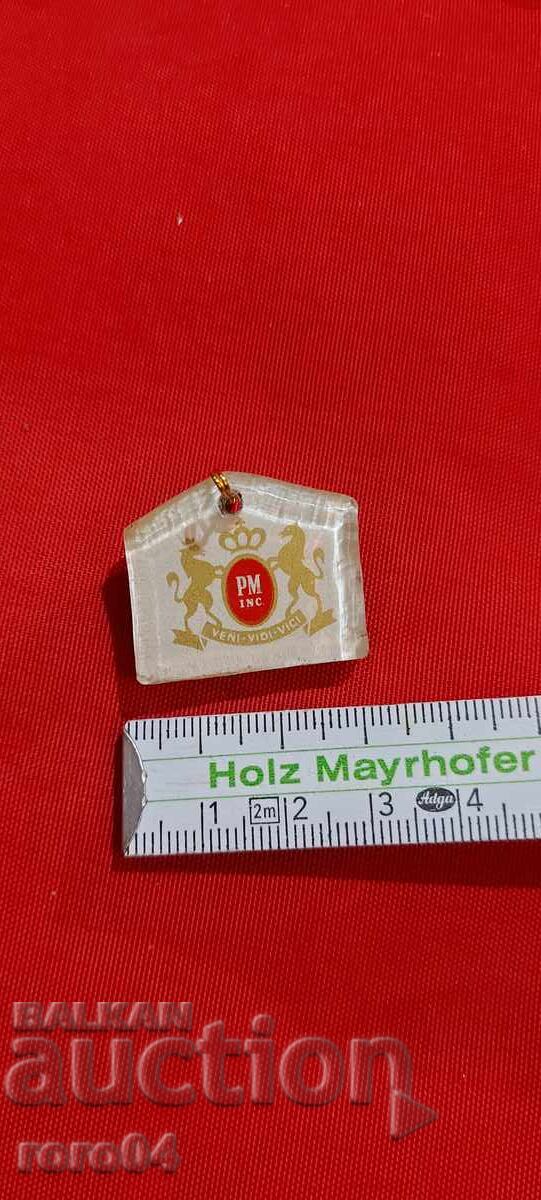 PM
INC.
VENI-VIDI-VICI
Holz Mayrhofer
1 2m 2 3 Adga 4
BALKAN
auction
roro04